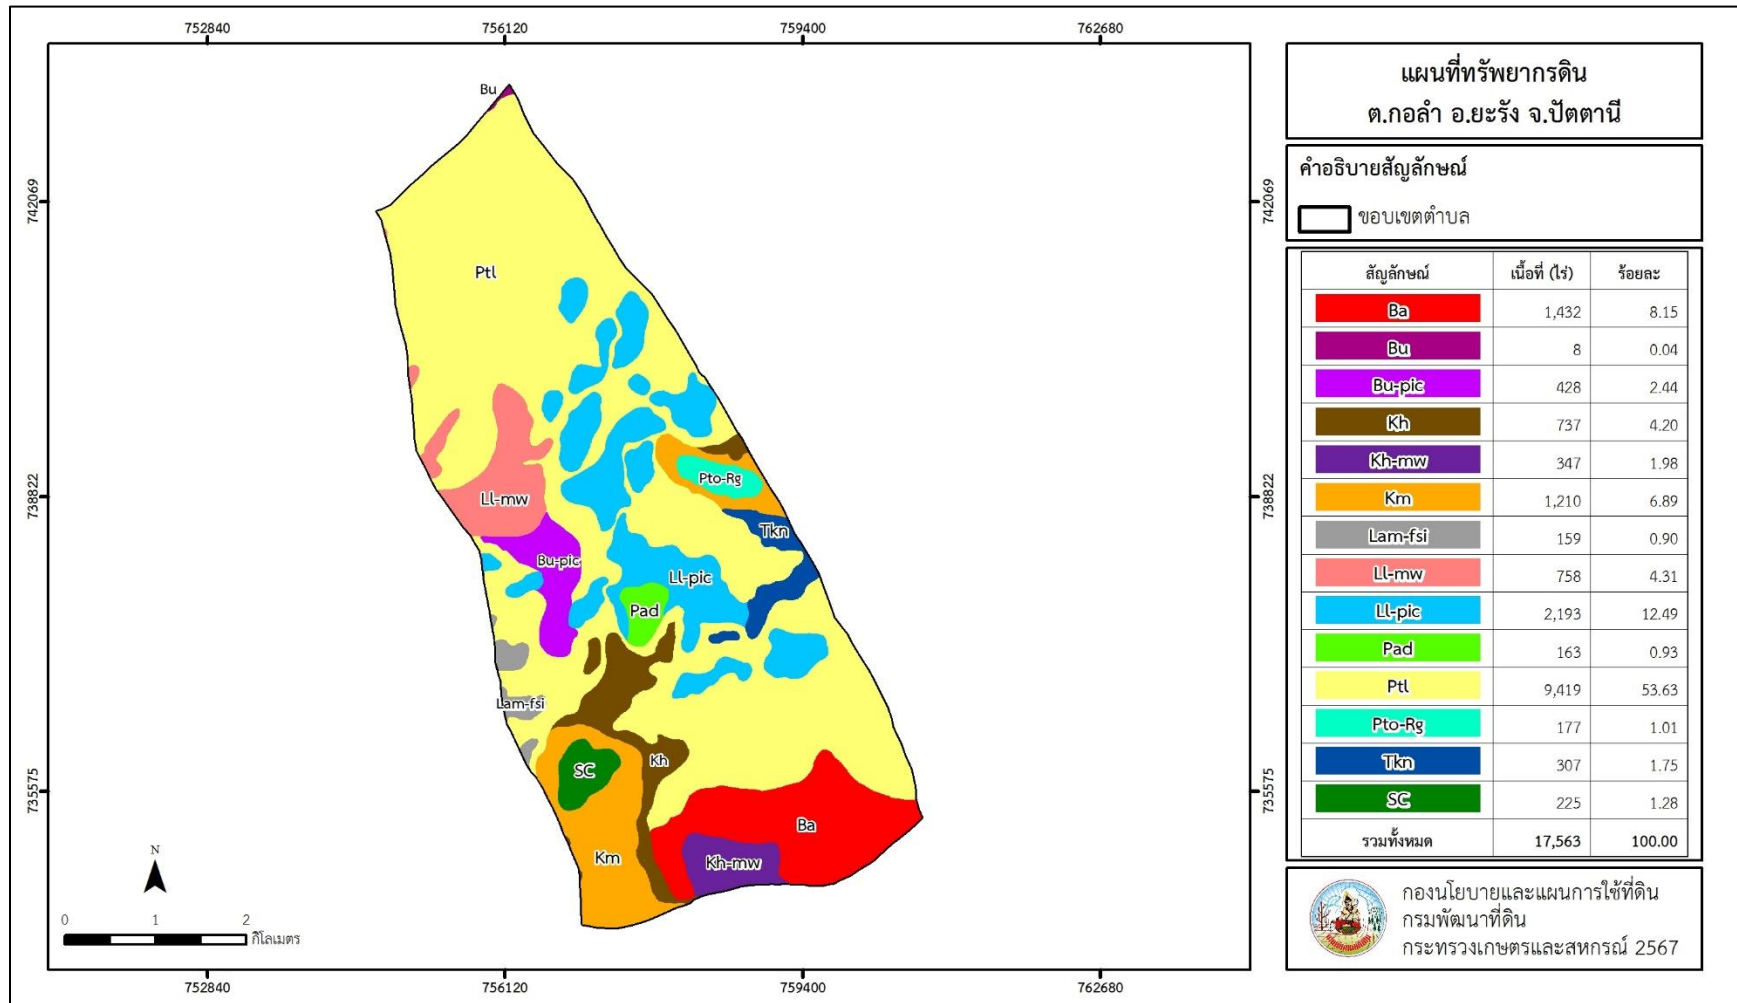 752840 756120 759400 762680
742069
738822
735575
742069
738822
735575
752840 756120 759400 762680
Bu
Ptl
Pto-Rg
Ll-mw
Tkn
Bu-pic
Ll-pic
Pad
Lam-fsi
Kh
SC
Ba
Km
Kh-mw
N
0 1 2
กิโลเมตร
แผนที่ทรัพยากรดิน
ต.กอลำ อ.ยะรัง จ.ปัตตานี
คำอธิบายสัญลักษณ์
ขอบเขตตำบล
สัญลักษณ์ เนื้อที่ (ไร่) ร้อยละ
Ba 1,432 8.15
Bu 8 0.04
Bu-pic 428 2.44
Kh 737 4.20
Kh-mw 347 1.98
Km 1,210 6.89
Lam-fsi 159 0.90
Ll-mw 758 4.31
Ll-pic 2,193 12.49
Pad 163 0.93
Ptl 9,419 53.63
Pto-Rg 177 1.01
Tkn 307 1.75
SC 225 1.28
รวมทั้งหมด 17,563 100.00
กองนโยบายและแผนการใช้ที่ดิน
กรมพัฒนาที่ดิน
กระทรวงเกษตรและสหกรณ์ 2567